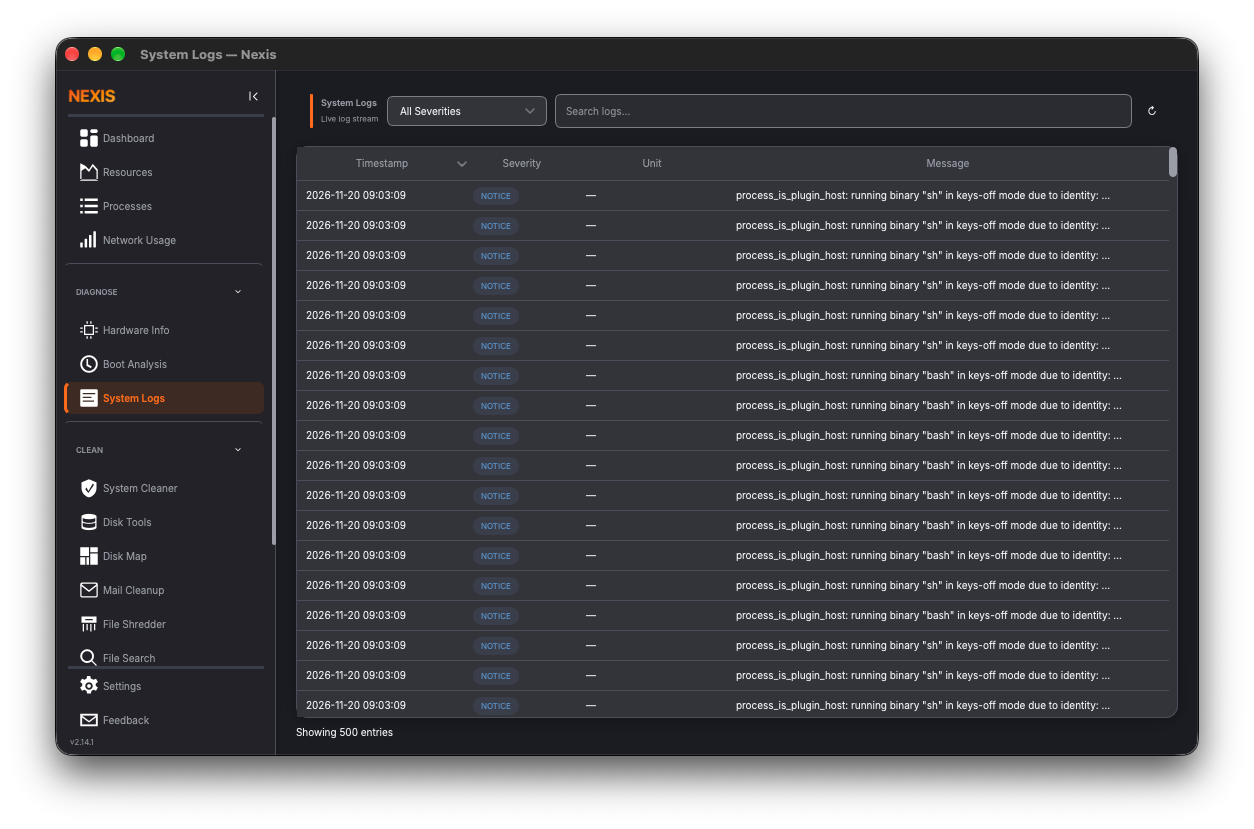 System Logs — Nexis
NEXIS
Dashboard
Resources
Processes
Network Usage
DIAGNOSE
Hardware Info
Boot Analysis
System Logs
CLEAN
System Cleaner
Disk Tools
Disk Map
Mail Cleanup
File Shredder
File Search
Settings
Feedback
v2.14.1
System Logs
Live log stream
All Severities
Search logs...
Timestamp Severity Unit Message
2026-11-20 09:03:09 NOTICE — process_is_plugin_host: running binary "sh" in keys-off mode due to identity: ...
2026-11-20 09:03:09 NOTICE — process_is_plugin_host: running binary "sh" in keys-off mode due to identity: ...
2026-11-20 09:03:09 NOTICE — process_is_plugin_host: running binary "sh" in keys-off mode due to identity: ...
2026-11-20 09:03:09 NOTICE — process_is_plugin_host: running binary "sh" in keys-off mode due to identity: ...
2026-11-20 09:03:09 NOTICE — process_is_plugin_host: running binary "sh" in keys-off mode due to identity: ...
2026-11-20 09:03:09 NOTICE — process_is_plugin_host: running binary "sh" in keys-off mode due to identity: ...
2026-11-20 09:03:09 NOTICE — process_is_plugin_host: running binary "bash" in keys-off mode due to identity: ...
2026-11-20 09:03:09 NOTICE — process_is_plugin_host: running binary "bash" in keys-off mode due to identity: ...
2026-11-20 09:03:09 NOTICE — process_is_plugin_host: running binary "bash" in keys-off mode due to identity: ...
2026-11-20 09:03:09 NOTICE — process_is_plugin_host: running binary "bash" in keys-off mode due to identity: ...
2026-11-20 09:03:09 NOTICE — process_is_plugin_host: running binary "bash" in keys-off mode due to identity: ...
2026-11-20 09:03:09 NOTICE — process_is_plugin_host: running binary "bash" in keys-off mode due to identity: ...
2026-11-20 09:03:09 NOTICE — process_is_plugin_host: running binary "bash" in keys-off mode due to identity: ...
2026-11-20 09:03:09 NOTICE — process_is_plugin_host: running binary "sh" in keys-off mode due to identity: ...
2026-11-20 09:03:09 NOTICE — process_is_plugin_host: running binary "bash" in keys-off mode due to identity: ...
2026-11-20 09:03:09 NOTICE — process_is_plugin_host: running binary "sh" in keys-off mode due to identity: ...
2026-11-20 09:03:09 NOTICE — process_is_plugin_host: running binary "sh" in keys-off mode due to identity: ...
2026-11-20 09:03:09 NOTICE — process_is_plugin_host: running binary "sh" in keys-off mode due to identity: ...
Showing 500 entries